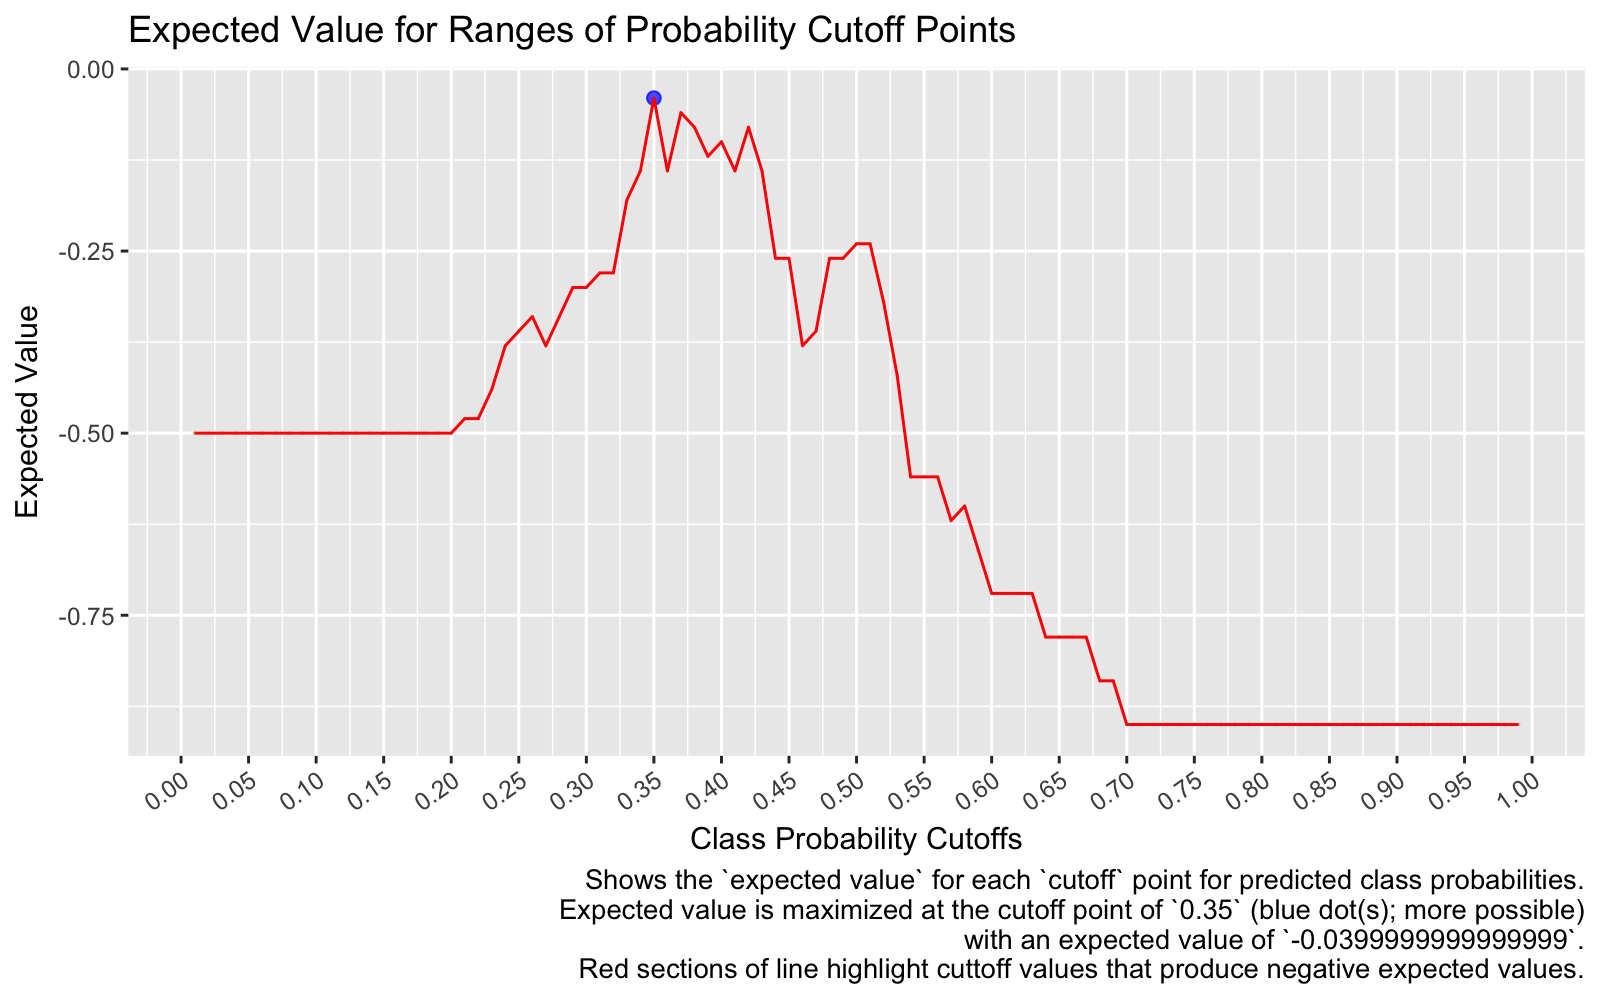 Expected Value for Ranges of Probability Cutoff Points
0.00
-0.25
-0.50
-0.75
Expected Value
0.00 0.05 0.10 0.15 0.20 0.25 0.30 0.35 0.40 0.45 0.50 0.55 0.60 0.65 0.70 0.75 0.80 0.85 0.90 0.95 1.00
Class Probability Cutoffs
Shows the `expected value` for each `cutoff` point for predicted class probabilities.
Expected value is maximized at the cutoff point of `0.35` (blue dot(s); more possible)
with an expected value of `-0.0399999999999999`.
Red sections of line highlight cuttoff values that produce negative expected values.